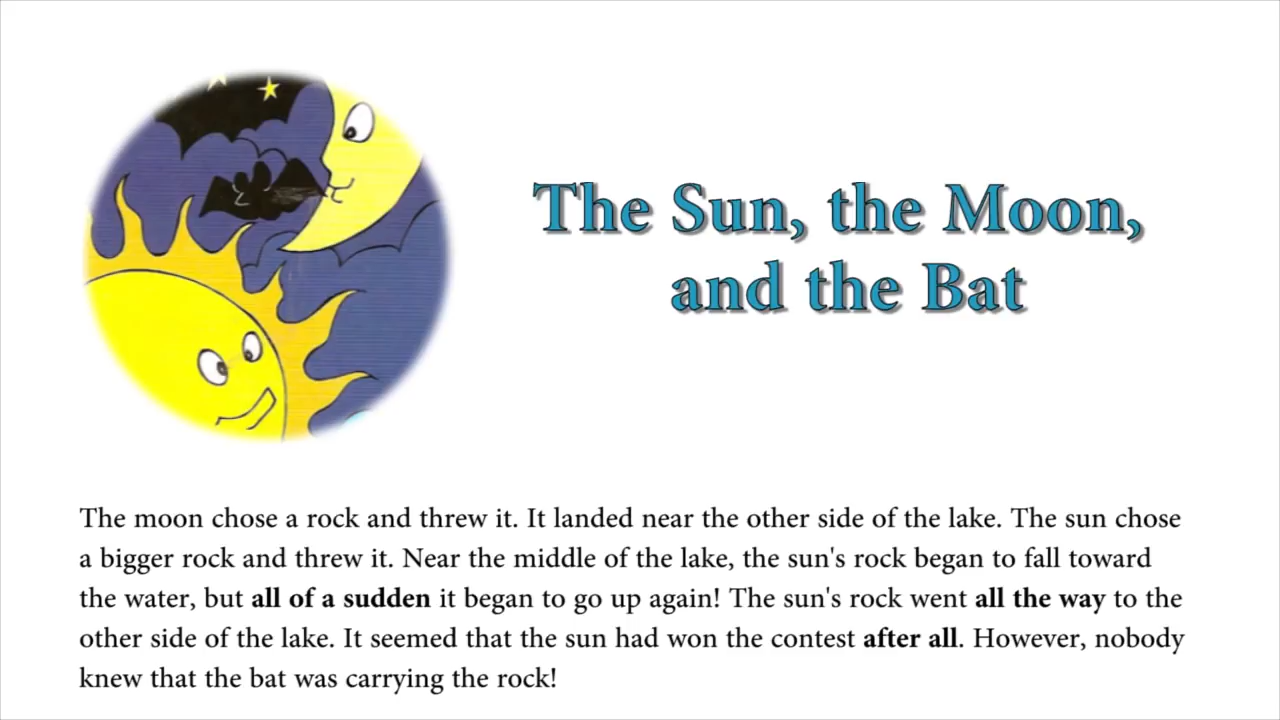 The Sun, the Moon,
and the Bat
The moon chose a rock and threw it. It landed near the other side of the lake. The sun chose
a bigger rock and threw it. Near the middle of the lake, the sun's rock began to fall toward
the water, but all of a sudden it began to go up again! The sun's rock went all the way to the
other side of the lake. It seemed that the sun had won the contest after all. However, nobody
knew that the bat was carrying the rock!